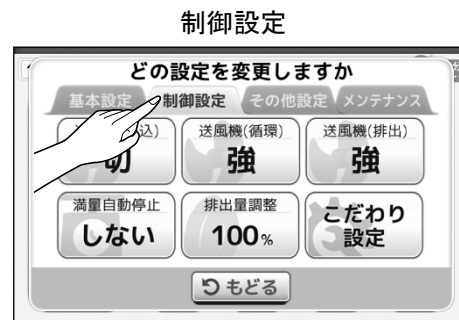 制御設定
どの設定を変更しますか
基本設定 制御設定 その他設定 メンテナンス
込) 送風機(循環) 送風機(排出)
切 強 強
満量自動停止 排出量調整 こだわり
しない 100% 設定
もどる